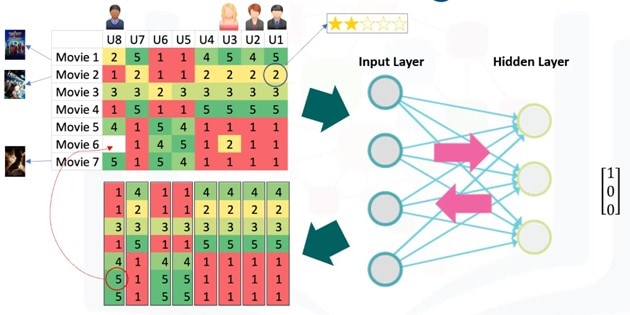 U8 U7 U6 U5 U4 U3 U2 U1
Movie 1 2 5 1 1 4 5 4 5
Movie 2 1 2 1 1 2 2 2 2
Movie 3 3 3 2 3 3 3 3 3
Movie 4 1 5 1 1 5 5 5 5
Movie 5 4 1 5 4 1 1 1 1
Movie 6 1 4 5 1 2 1 1
Movie 7 5 1 5 4 1 1 1 1
Input Layer
Hidden Layer
1
0
0
1 4 1 1 4 4 4 4
1 2 1 1 2 2 2 2
3 3 3 3 3 3 3 3
1 5 1 1 5 5 5 5
4 1 4 4 1 1 1 1
5 1 5 5 1 1 1 1
5 1 5 5 1 1 1 1